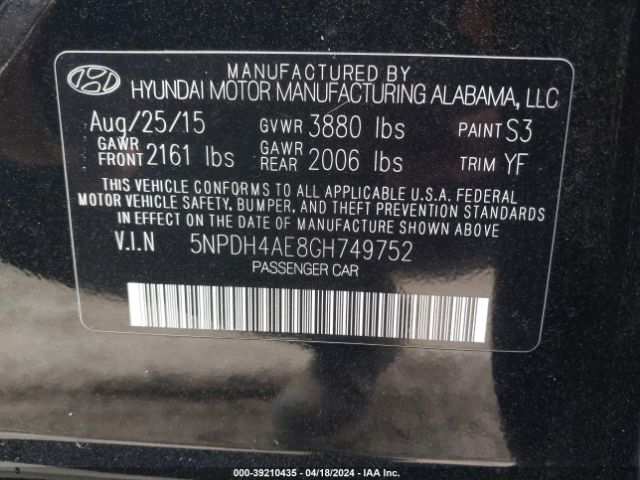 MANUFACTURED BY
HYUNDAI MOTOR MANUFACTURING ALABAMA, LLC
Aug/25/15 GVWR 3880 lbs PAINT S3
GAWR FRONT 2161 lbs GAWR REAR 2006 lbs TRIM YF
THIS VEHICLE CONFORMS TO ALL APPLICABLE U.S.A. FEDERAL
MOTOR VEHICLE SAFETY, BUMPER, AND THEFT PREVENTION STANDARDS
IN EFFECT ON THE DATE OF MANUFACTURE SHOWN ABOVE
V.I.N 5NPDH4AE8GH749752
PASSENGER CAR
000-39210435 - 04/18/2024 - IAA Inc.